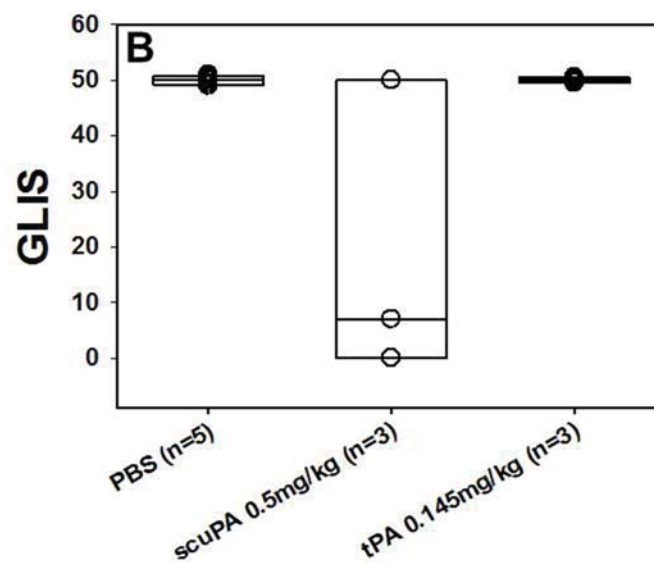 B
60
50
40
30
20
10
0
GLIS
PBS (n=5)
scuPA 0.5mg/kg (n=3)
tPA 0.145mg/kg (n=3)